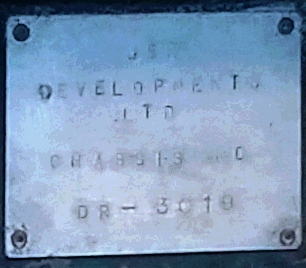 DEVELOPMENTS
LTD
CHASSIS NO
DR-3019